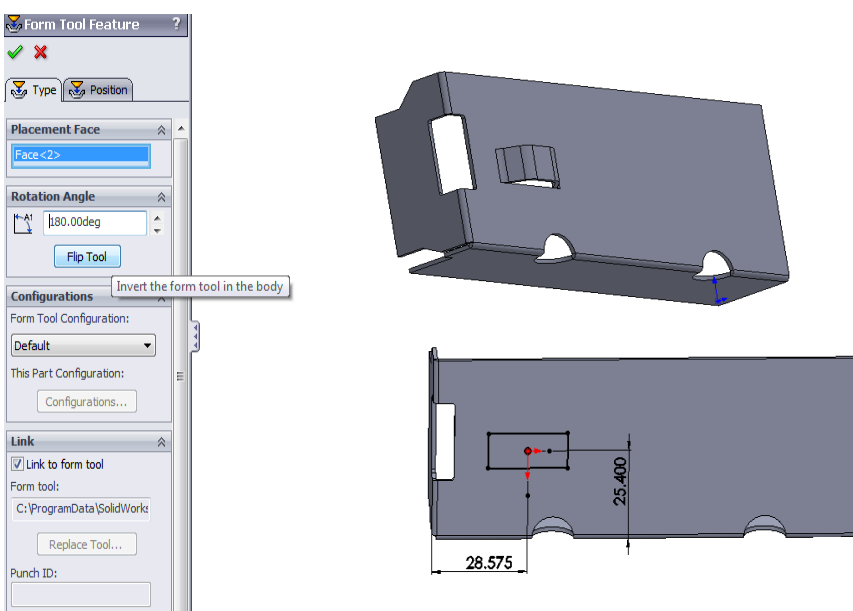 Form Tool Feature ?
Type Position
Placement Face
Face<2>
Rotation Angle
A1 180.00deg
Flip Tool
Invert the form tool in the body
Configurations
Form Tool Configuration:
Default
This Part Configuration:
Configurations...
Link
Link to form tool
Form tool:
C:\ProgramData\SolidWorks
Replace Tool...
Punch ID:
25.400
28.575